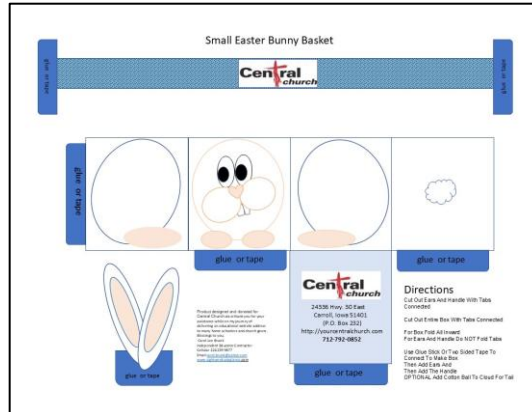 Small Easter Bunny Basket
glue or tape
Central
church
glue or tape
glue or tape
glue or tape
glue or tape
glue or tape
Central
church
24536 Hwy. 30 East
Carroll, Iowa 51401
(P.O. Box 232)
http://yourcentralchurch.com
712-792-0852
glue or tape
Directions
Cut Out Ears And Handle With Tabs
Connected
Cut Out Entire Box With Tabs Connected
For Box Fold All Inward
For Ears And Handle Do NOT Fold Tabs
Use Glue Stick Or Two Sided Tape To
Connect To Make Box
Then Add Ears And
Then Add The Handle
OPTIONAL Add Cotton Ball To Cloud For Tail